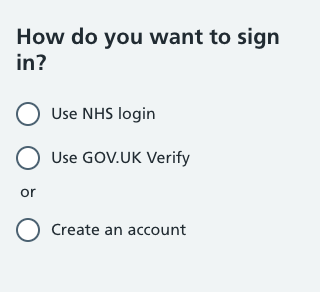 How do you want to sign
in?
Use NHS login
Use GOV.UK Verify
or
Create an account